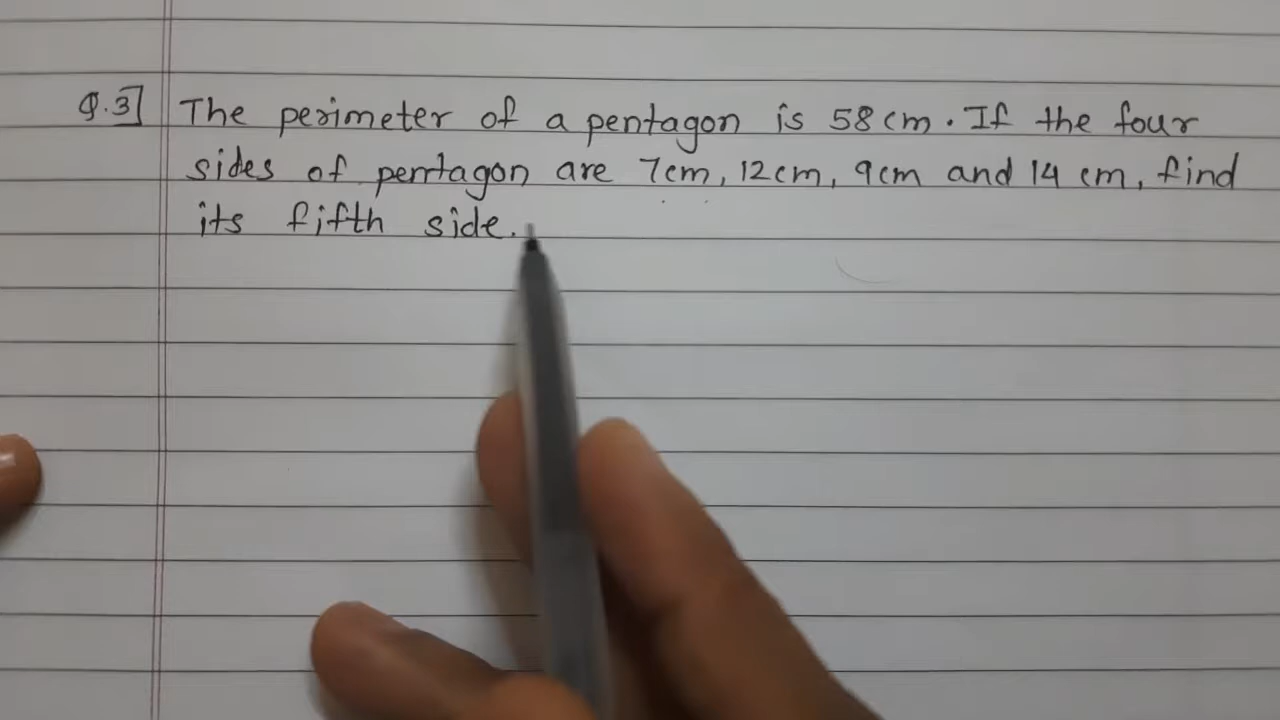 Q.3] The perimeter of a pentagon is 58cm. If the four
sides of pentagon are 7cm, 12cm, 9cm and 14 cm, find
its fifth side.